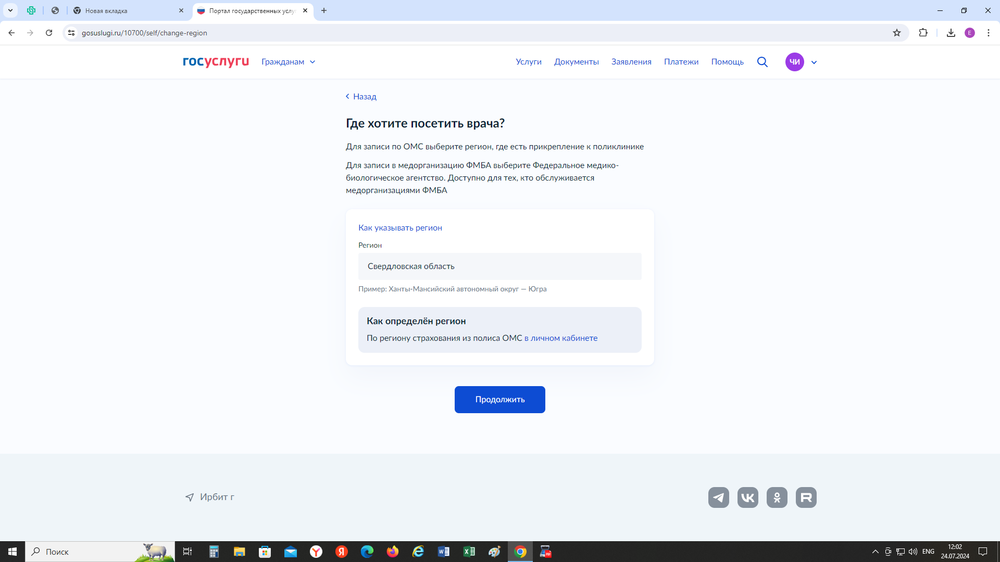 Новая вкладка
Портал государственных услу
gosuslugi.ru/10700/self/change-region
E
госуслуги
Гражданам
Услуги
Документы
Заявления
Платежи
Помощь
ЧИ
Назад
Где хотите посетить врача?
Для записи по ОМС выберите регион, где есть прикрепление к поликлинике
Для записи в медорганизацию ФМБА выберите Федеральное медико-
биологическое агентство. Доступно для тех, кто обслуживается
медорганизациями ФМБА
Как указывать регион
Регион
Свердловская область
Пример: Ханты-Мансийский автономный округ — Югра
Как определён регион
По региону страхования из полиса ОМС в личном кабинете
Продолжить
Ирбит г
Поиск
ENG
12:02
24.07.2024